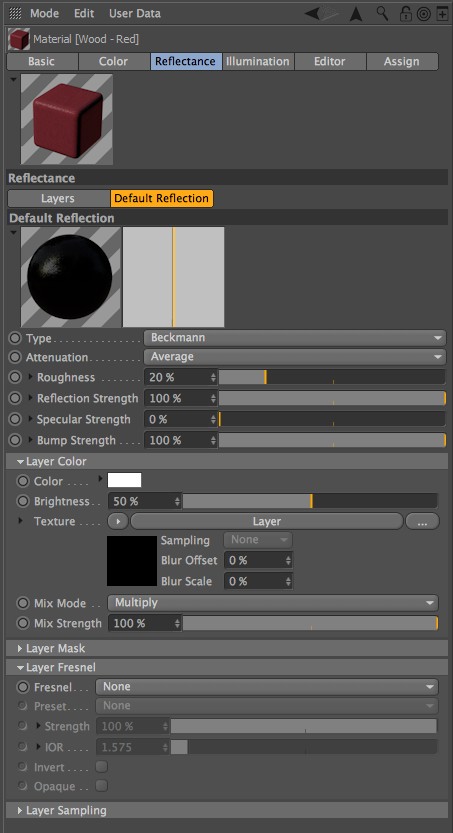 Mode Edit User Data
Material [Wood - Red]
Basic Color Reflectance Illumination Editor Assign
Reflectance
Layers Default Reflection
Default Reflection
Type . . . . . . . . . . . . . . Beckmann
Attenuation . . . . . . . . Average
Roughness . . . . . . . 20 %
Reflection Strength 100 %
Specular Strength 0 %
Bump Strength . . . . 100 %
Layer Color
Color . . . .
Brightness . . 50 %
Texture . . . . Layer ...
Sampling None
Blur Offset 0 %
Blur Scale 0 %
Mix Mode . . Multiply
Mix Strength 100 %
Layer Mask
Layer Fresnel
Fresnel . . . None
Preset . . . . None
Strength 100 %
IOR . . . . 1.575
Invert . . . .
Opaque . .
Layer Sampling